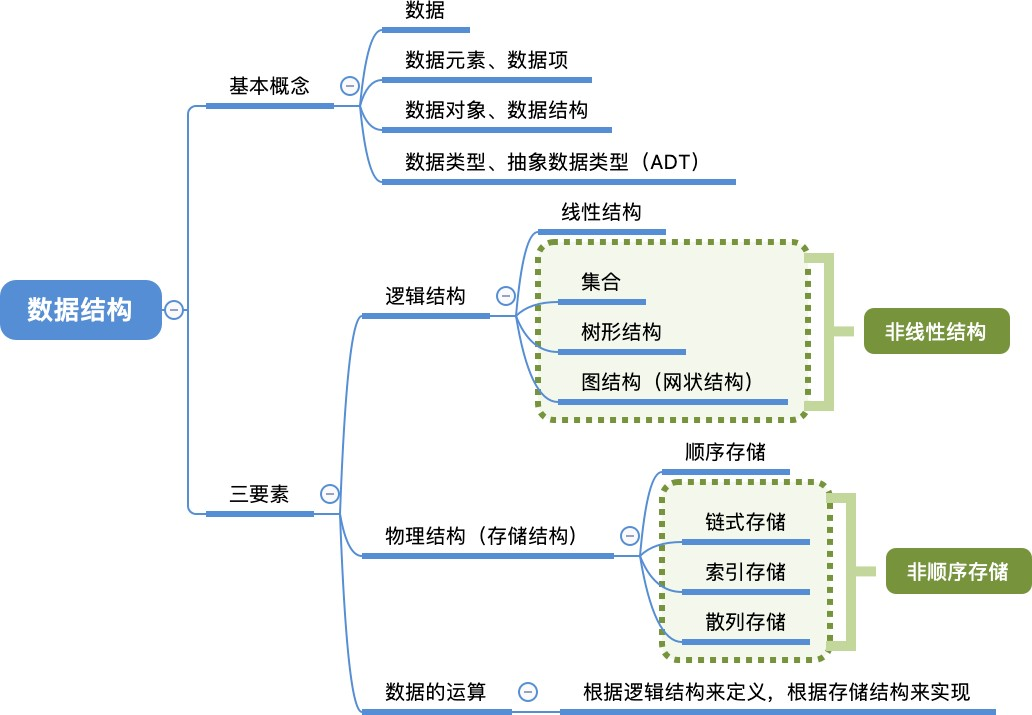 数据
数据元素、数据项
基本概念
数据对象、数据结构
数据类型、抽象数据类型（ADT）
线性结构
集合
逻辑结构
数据结构
树形结构
非线性结构
图结构（网状结构）
顺序存储
三要素
链式存储
物理结构（存储结构）
索引存储
非顺序存储
散列存储
数据的运算
根据逻辑结构来定义，根据存储结构来实现